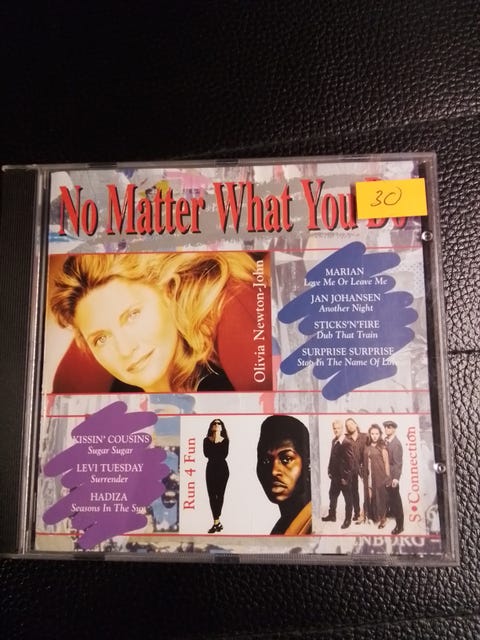 No Matter What You Do
30
Olivia Newton-John
MARIAN
Love Me Or Leave Me
JAN JOHANSEN
Another Night
STICKS'N'FIRE
Dub That Train
SURPRISE SURPRISE
Stop In The Name Of Love
KISSIN' COUSINS
Sugar Sugar
LEVI TUESDAY
Surrender
HADIZA
Seasons In The Sun
Run 4 Fun
S•Connection